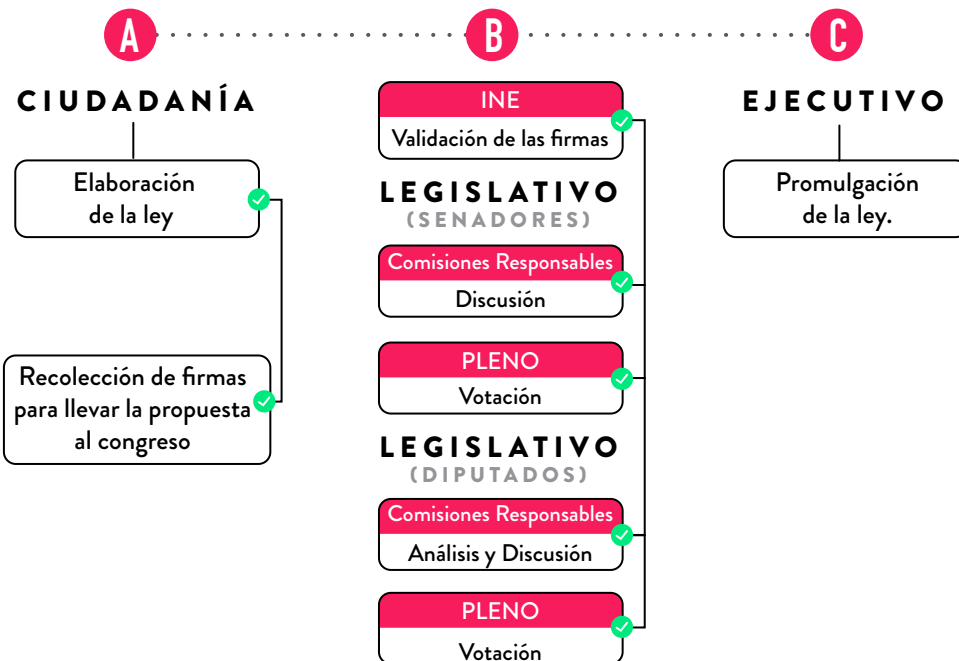 A
B
C
CIUDADANÍA
Elaboración
de la ley
Recolección de firmas
para llevar la propuesta
al congreso
INE
Validación de las firmas
LEGISLATIVO
(SENADORES)
Comisiones Responsables
Discusión
PLENO
Votación
LEGISLATIVO
(DIPUTADOS)
Comisiones Responsables
Análisis y Discusión
PLENO
Votación
EJECUTIVO
Promulgación
de la ley.